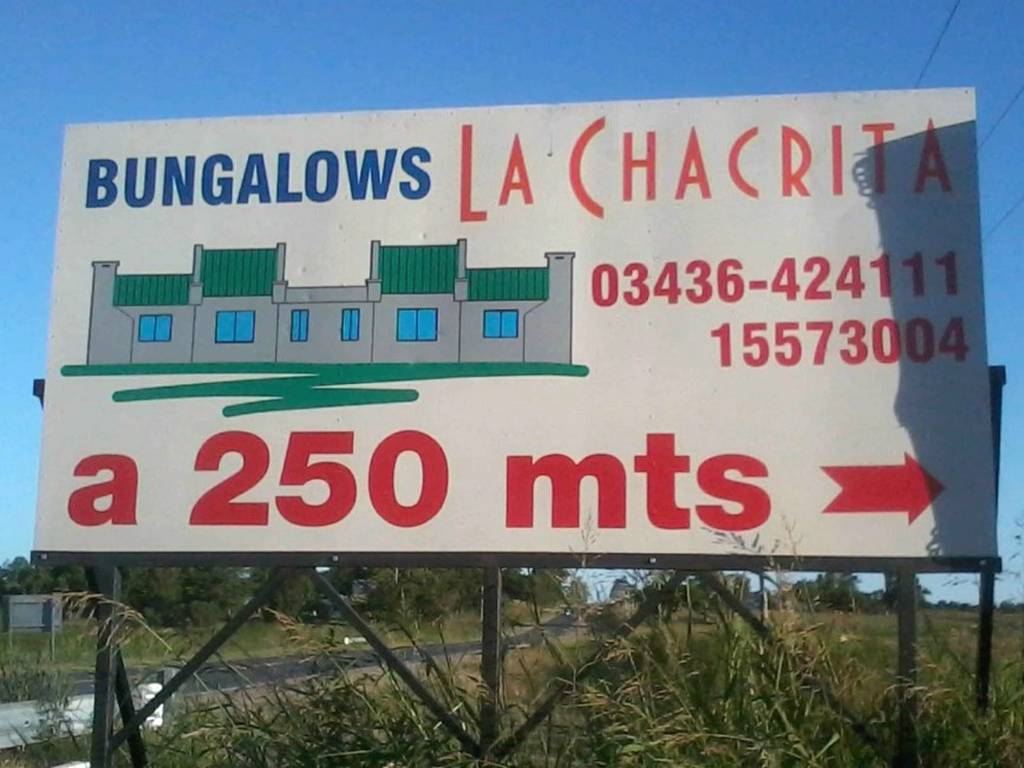 BUNGALOWS LA CHACRITA
03436-424111
15573004
a 250 mts